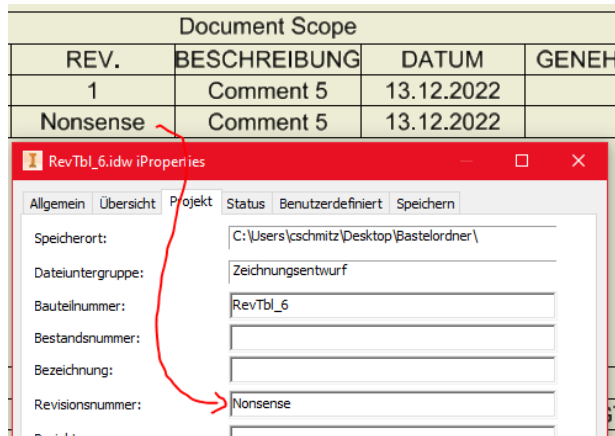 Document Scope
REV. BESCHREIBUNG DATUM GENEH
1 Comment 5 13.12.2022
Nonsense Comment 5 13.12.2022
RevTbl_6.idw iProperties
Allgemein Übersicht Projekt Status Benutzerdefiniert Speichern
Speicherort: C:\Users\cschmitz\Desktop\Bastelordner\
Dateiuntergruppe: Zeichnungsentwurf
Bauteilnummer: RevTbl_6
Bestandsnummer:
Bezeichnung:
Revisionsnummer: Nonsense